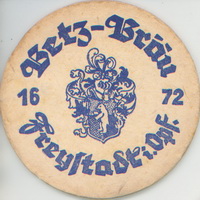 Betz-Bräu
16 72
Freystadt i. Opf.